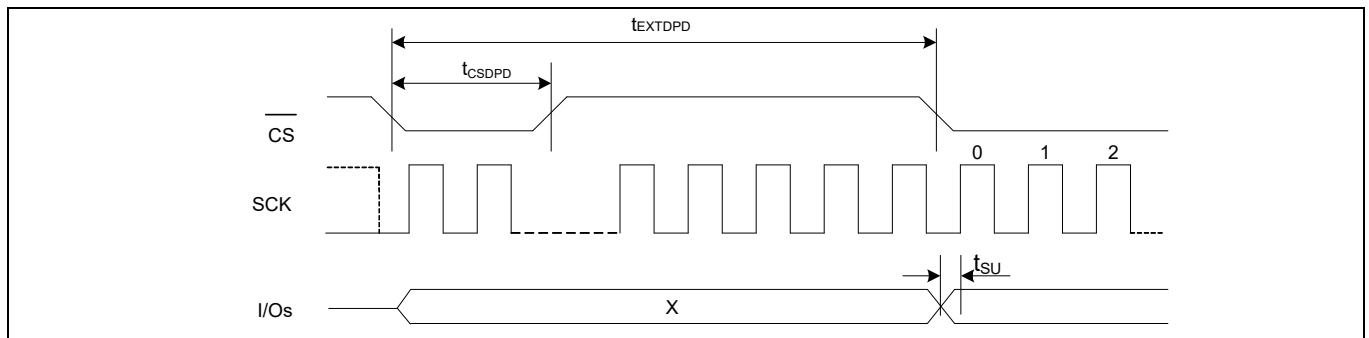 tEXTDPD
tCSDPD
CS
0 1 2
SCK
tSU
I/Os X